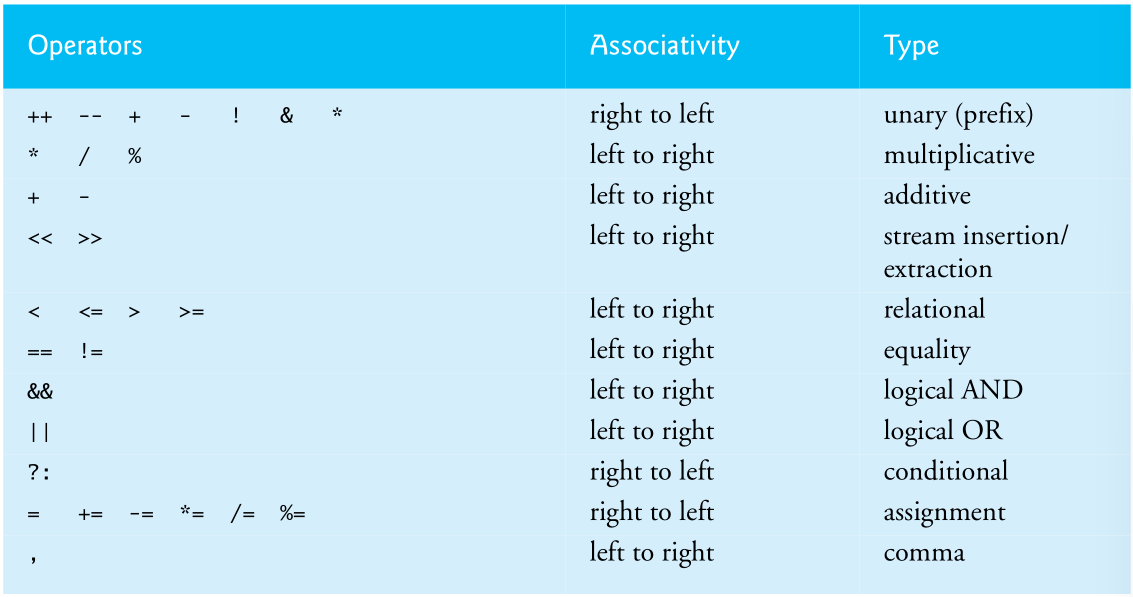 Operators Associativity Type
++ -- + - ! & * right to left unary (prefix)
* / % left to right multiplicative
+ - left to right additive
<< >> left to right stream insertion/
extraction
< <= > >= left to right relational
== != left to right equality
&& left to right logical AND
|| left to right logical OR
?: right to left conditional
= += -= *= /= %= right to left assignment
, left to right comma